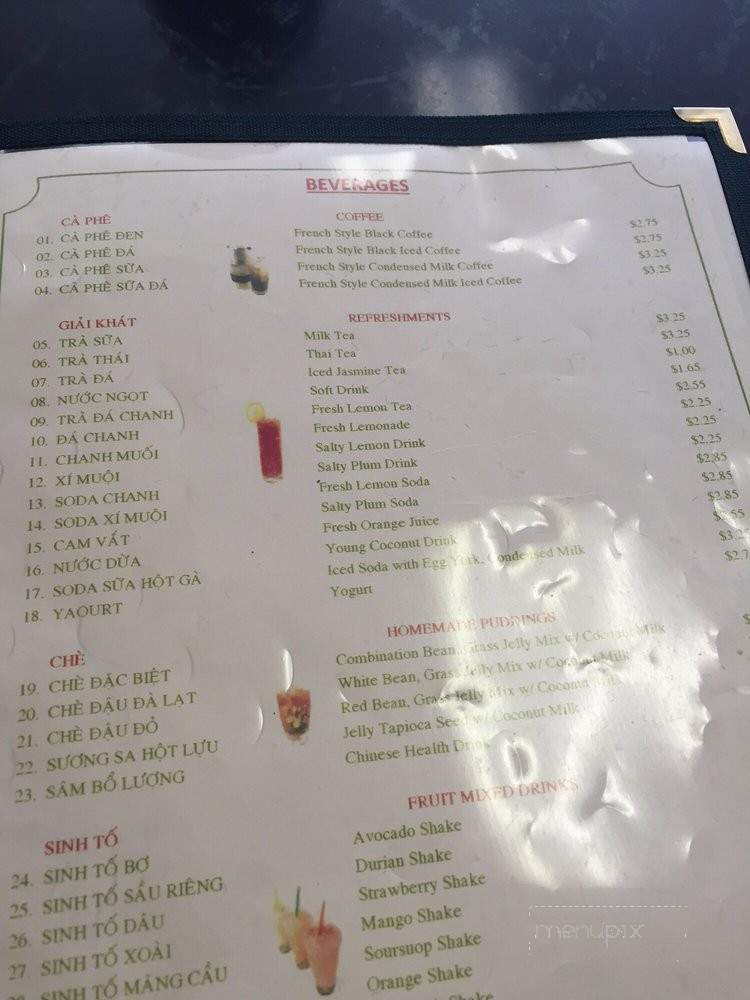 BEVERAGES
CÀ PHÊ COFFEE
01. CÀ PHÊ ĐEN French Style Black Coffee $2.75
02. CÀ PHÊ ĐÁ French Style Black Iced Coffee $2.75
03. CÀ PHÊ SỮA French Style Condensed Milk Coffee $3.25
04. CÃ PHÊ SỮA ĐÁ French Style Condensed Milk Iced Coffee $3.25
GIẢI KHÁT REFRESHMENTS
05. TRÀ SỮA Milk Tea $3.25
06. TRÀ THÁI Thai Tea $3.25
07. TRÀ ĐÁ Iced Jasmine Tea $1.00
08. NƯỚC NGỌT Soft Drink $1.65
09. TRÀ ĐÁ CHANH Fresh Lemon Tea $2.55
10. ĐÁ CHANH Fresh Lemonade $2.25
11. CHANH MUỐI Salty Lemon Drink $2.25
12. XÍ MUỘI Salty Plum Drink $2.25
13. SODA CHANH Fresh Lemon Soda $2.85
14. SODA XÍ MUỘI Salty Plum Soda $2.85
15. CAM VẮT Fresh Orange Juice $2.85
16. NƯỚC DỪA Young Coconut Drink
17. SODA SỮA HỘT GÀ Iced Soda with Egg York, Condensed Milk
18. YAOURT Yogurt
CHÈ HOMEMADE PUDDINGS
19. CHÈ ĐẶC BIỆT Combination Bean, Grass Jelly Mix w/ Coconut Milk
20. CHÈ ĐẬU ĐÀ LẠT White Bean, Grass Jelly Mix w/ Coconut Milk
21. CHÈ ĐẬU ĐỎ Red Bean, Grass Jelly Mix w/ Coconut Milk
22. SƯƠNG SA HỘT LỰU Jelly Tapioca Seed w/ Coconut Milk
23. SÂM BỔ LƯỢNG Chinese Health Drink
SINH TỐ FRUIT MIXED DRINKS
24. SINH TỐ BƠ Avocado Shake
25. SINH TỐ SẦU RIÊNG Durian Shake
26. SINH TỐ DÂU Strawberry Shake
27. SINH TỐ XOÀI Mango Shake
SINH TỐ MÃNG CẦU Soursuop Shake
Orange Shake
Shake
menupix